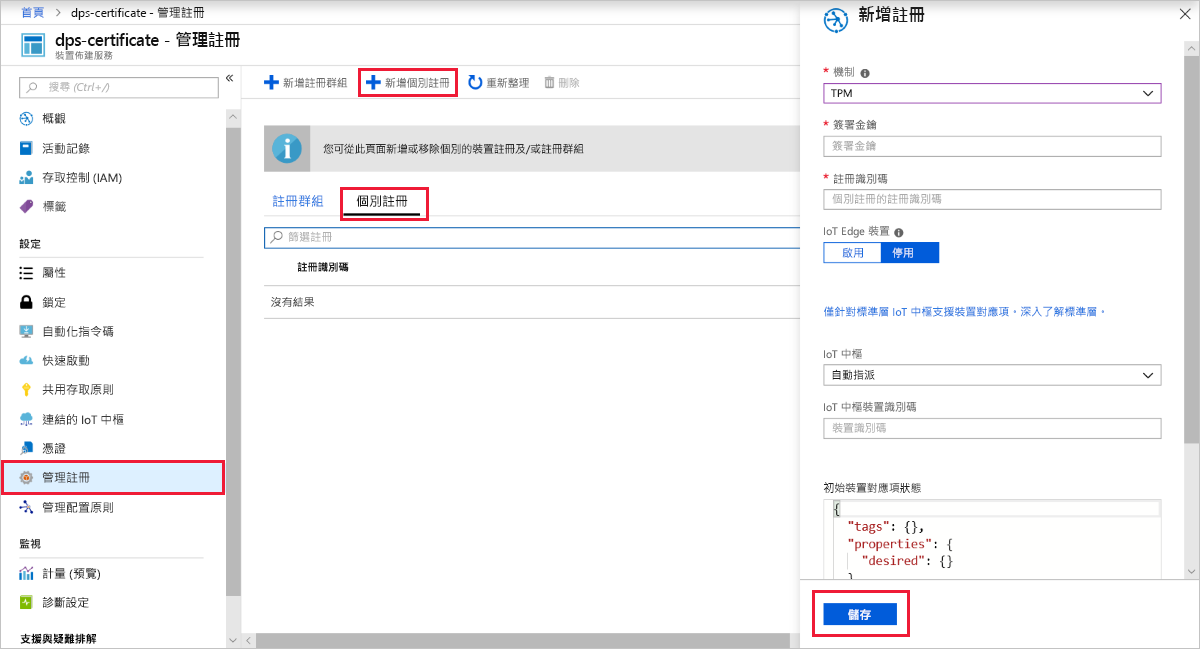 首頁 > dps-certificate - 管理註冊
dps-certificate - 管理註冊
裝置佈建服務
搜尋 (Ctrl+/)
«
概觀
活動記錄
存取控制 (IAM)
標籤
設定
屬性
鎖定
自動化指令碼
快速啟動
共用存取原則
連結的 IoT 中樞
憑證
管理註冊
管理配置原則
監視
計量 (預覽)
診斷設定
支援與疑難排解
新增註冊群組 新增個別註冊 重新整理 刪除
您可從此頁面新增或移除個別的裝置註冊及/或註冊群組
註冊群組 個別註冊
篩選註冊
註冊識別碼
沒有結果
新增註冊
* 機制
TPM
* 簽署金鑰
簽署金鑰
* 註冊識別碼
個別註冊的註冊識別碼
IoT Edge 裝置
啟用 停用
僅針對標準層 IoT 中樞支援裝置對應項。深入了解標準層。
IoT 中樞
自動指派
IoT 中樞裝置識別碼
裝置識別碼
初始裝置對應項狀態
{
"tags": {},
"properties": {
"desired": {}
}
儲存